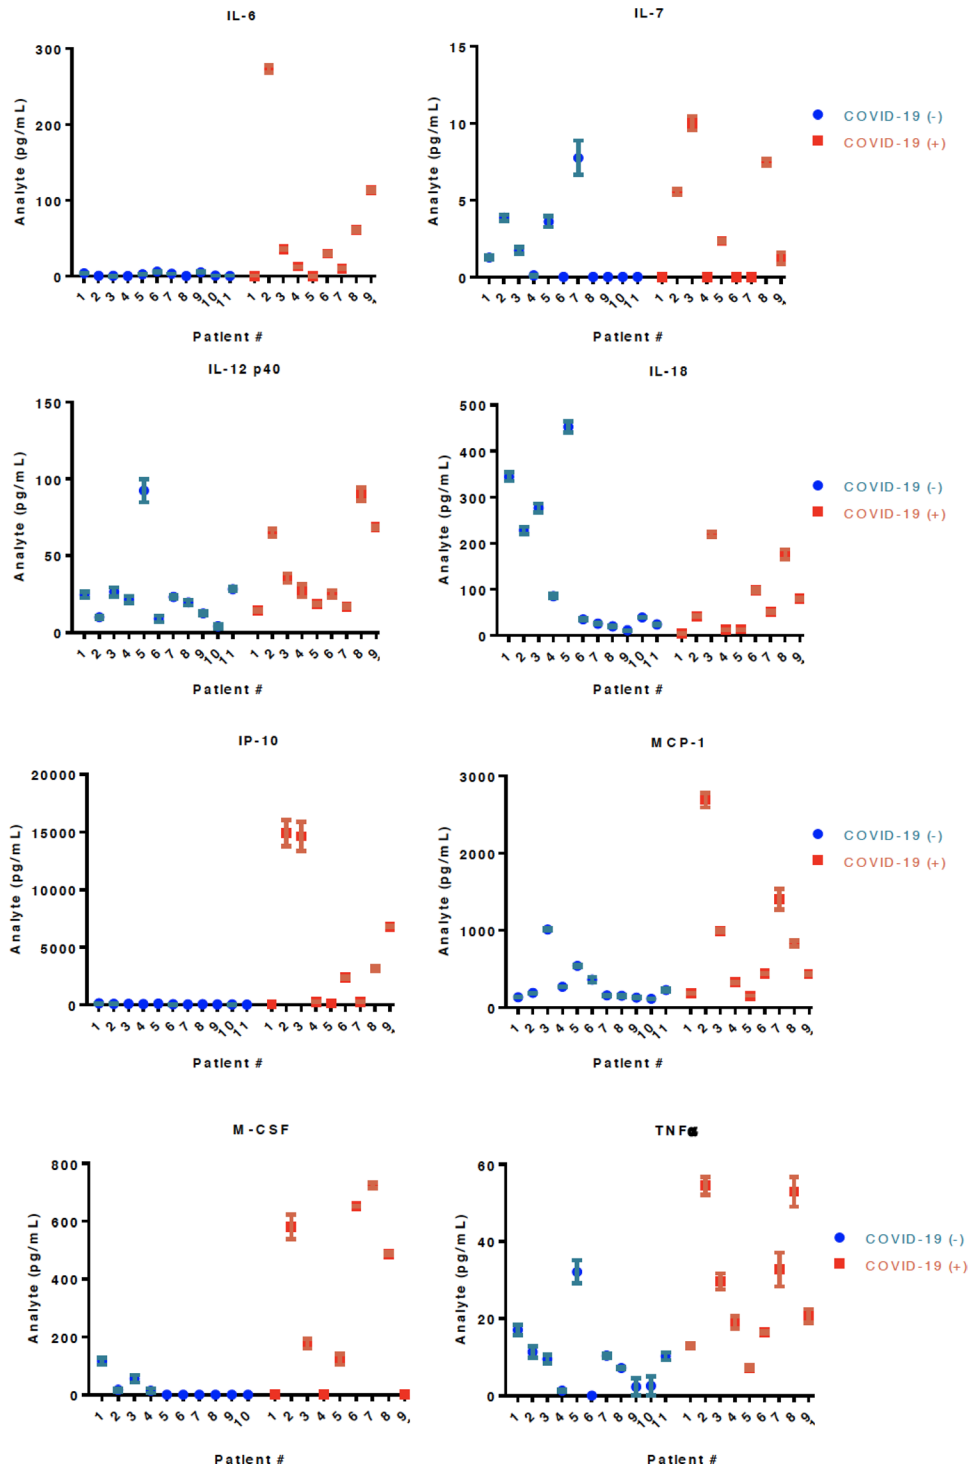 IL-6
300
200
100
0
Analyte (pg/mL)
1 2 3 4 5 6 7 8 9 10 11 1 2 3 4 5 6 7 8 9,
Patient #
IL-7
15
10
5
0
Analyte (pg/mL)
1 2 3 4 5 6 7 8 9 10 11 1 2 3 4 5 6 7 8 9,
Patient #
COVID-19 (-)
COVID-19 (+)
IL-12 p40
150
100
50
0
Analyte (pg/mL)
1 2 3 4 5 6 7 8 9 10 11 1 2 3 4 5 6 7 8 9,
Patient #
IL-18
500
400
300
200
100
0
Analyte (pg/mL)
1 2 3 4 5 6 7 8 9 10 11 1 2 3 4 5 6 7 8 9,
Patient #
COVID-19 (-)
COVID-19 (+)
IP-10
20000
15000
10000
5000
0
Analyte (pg/mL)
1 2 3 4 5 6 7 8 9 10 11 1 2 3 4 5 6 7 8 9,
Patient #
MCP-1
3000
2000
1000
0
Analyte (pg/mL)
1 2 3 4 5 6 7 8 9 10 11 1 2 3 4 5 6 7 8 9,
Patient #
COVID-19 (-)
COVID-19 (+)
M-CSF
800
600
400
200
0
Analyte (pg/mL)
1 2 3 4 5 6 7 8 9 10 1 2 3 4 5 6 7 8 9,
Patient #
TNFα
60
40
20
0
Analyte (pg/mL)
1 2 3 4 5 6 7 8 9 10 11 1 2 3 4 5 6 7 8 9,
Patient #
COVID-19 (-)
COVID-19 (+)